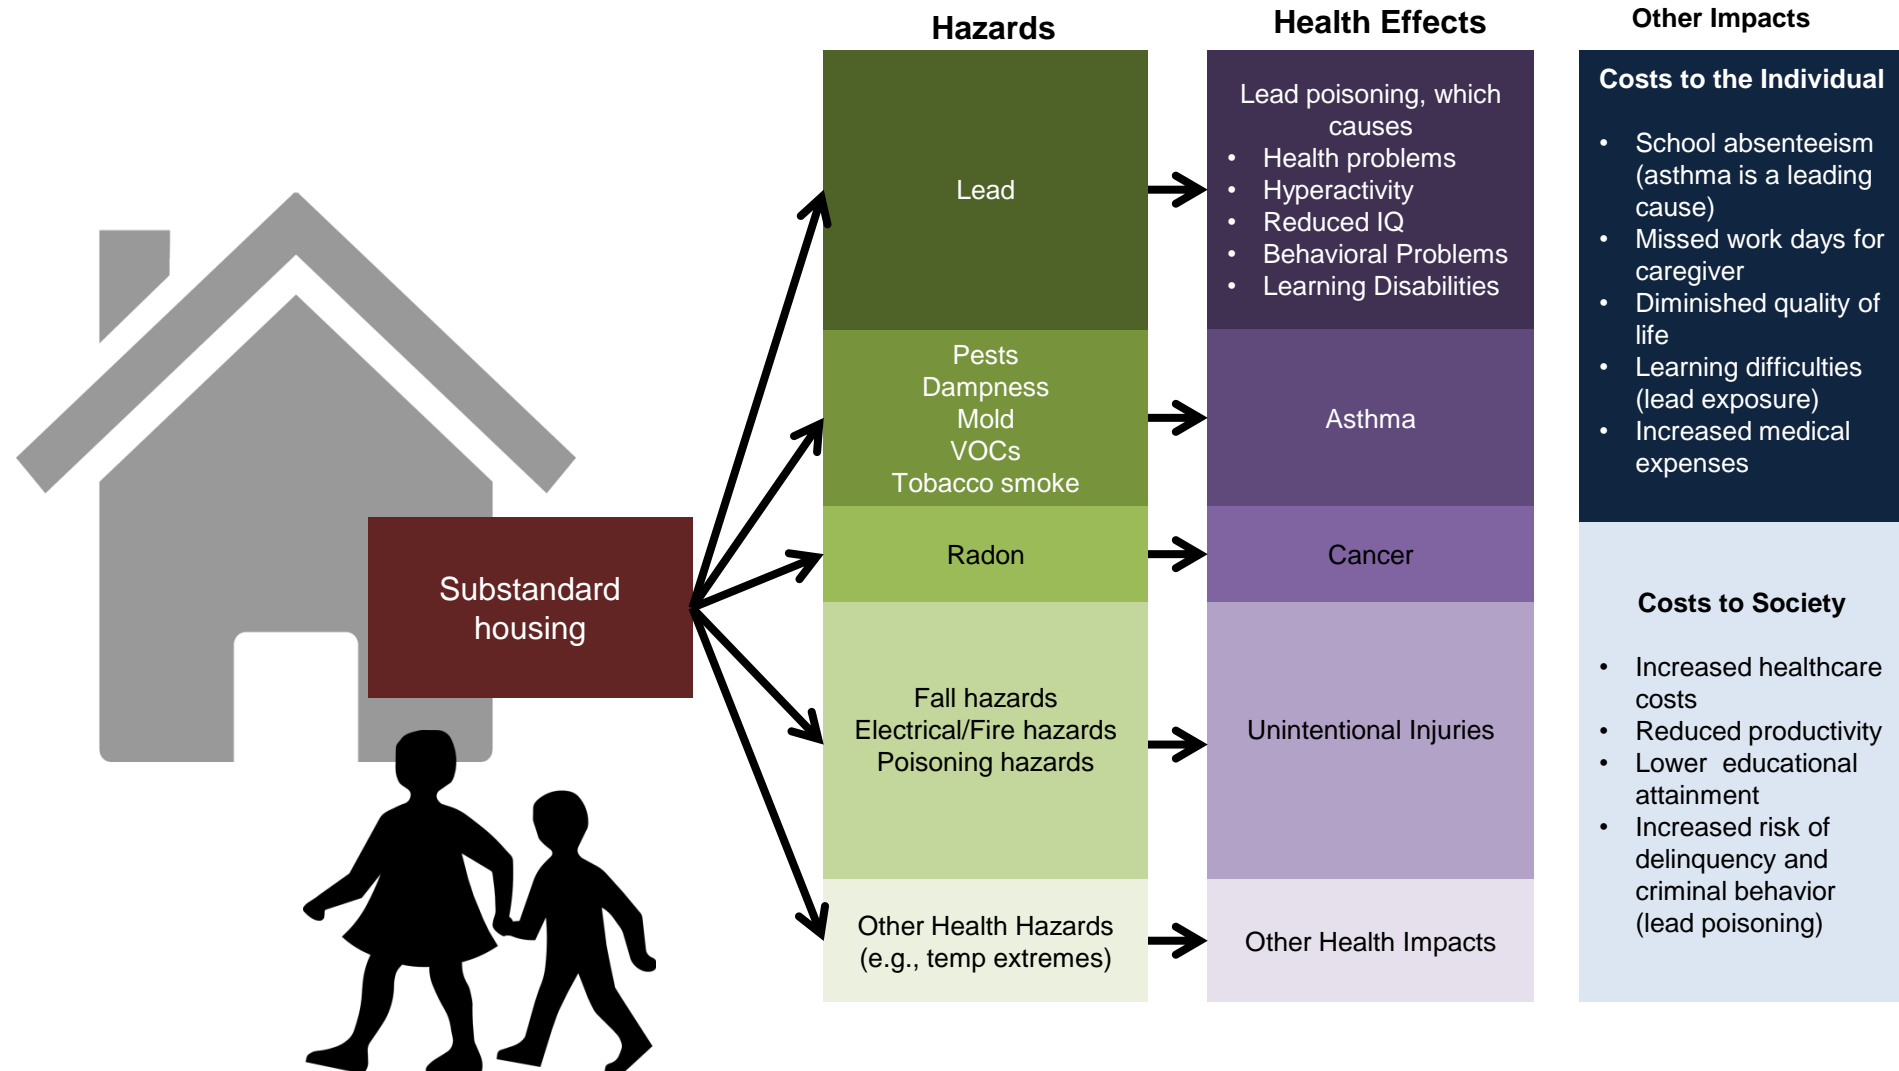 Hazards
Health Effects
Other Impacts
Substandard
housing
Lead
Pests
Dampness
Mold
VOCs
Tobacco smoke
Radon
Fall hazards
Electrical/Fire hazards
Poisoning hazards
Other Health Hazards
(e.g., temp extremes)
Lead poisoning, which
causes
• Health problems
• Hyperactivity
• Reduced IQ
• Behavioral Problems
• Learning Disabilities
Asthma
Cancer
Unintentional Injuries
Other Health Impacts
Costs to the Individual
• School absenteeism
(asthma is a leading
cause)
• Missed work days for
caregiver
• Diminished quality of
life
• Learning difficulties
(lead exposure)
• Increased medical
expenses
Costs to Society
• Increased healthcare
costs
• Reduced productivity
• Lower  educational
attainment
• Increased risk of
delinquency and
criminal behavior
(lead poisoning)